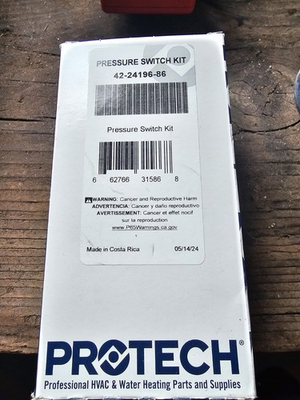 PRESSURE SWITCH KIT
42-24196-86
Pressure Switch Kit
6 62766 31586 8
WARNING: Cancer and Reproductive Harm
ADVERTENCIA: Cancer y daño reproductivo
AVERTISSEMENT: Cancer et effet nocif
sur la reproduction
www.P65Warnings.ca.gov
Made in Costa Rica 05/14/24
PROTECH®
Professional HVAC & Water Heating Parts and Supplies